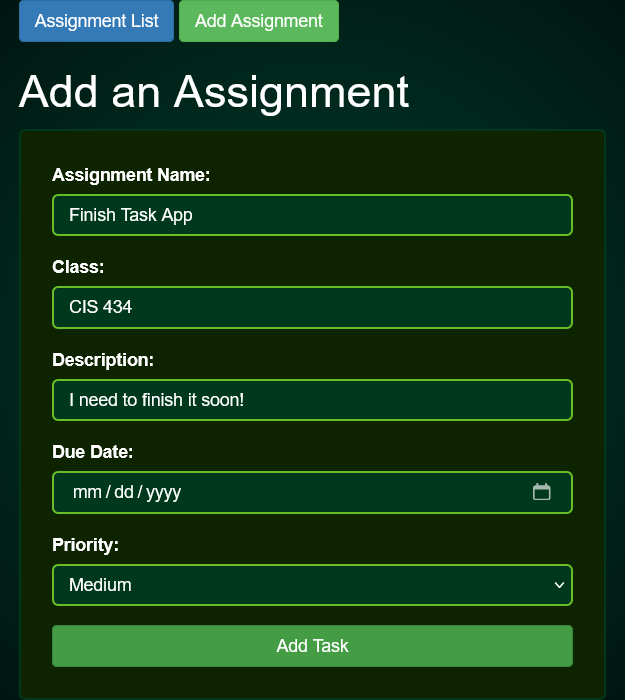 Assignment List Add Assignment
Add an Assignment
Assignment Name:
Finish Task App
Class:
CIS 434
Description:
I need to finish it soon!
Due Date:
mm / dd / yyyy
Priority:
Medium
Add Task